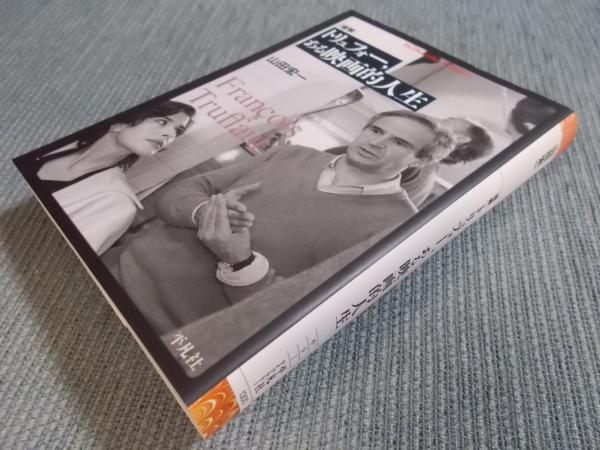 増補
トリュフォー、
ある映画的人生
山田宏一
François
Truffaut
平凡社
増補 トリュフォー、ある映画的人生